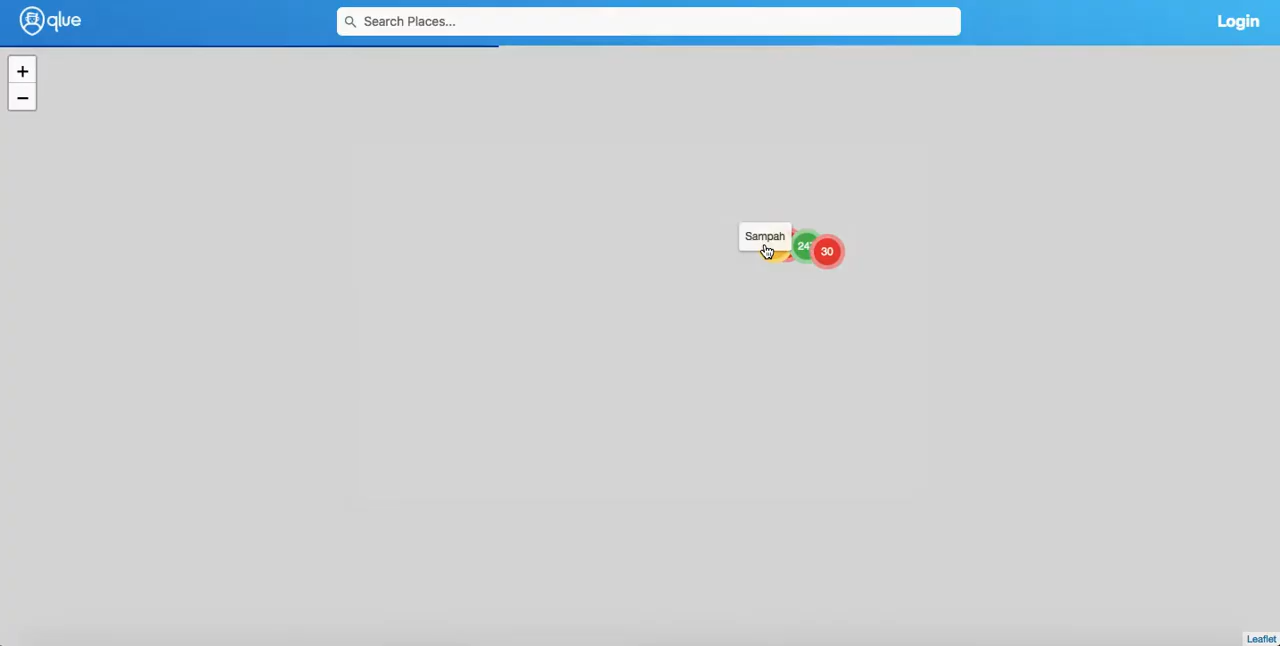 qlue
Search Places...
Login
+
−
Sampah
30
Leaflet